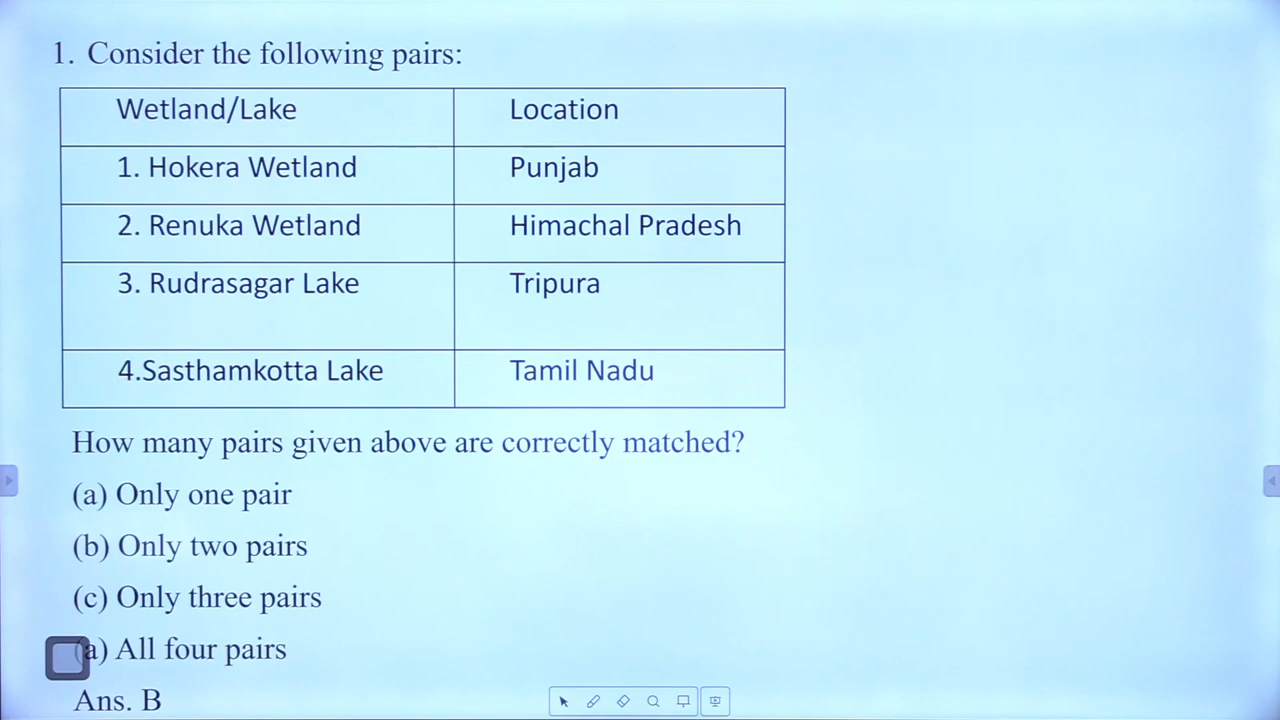 1. Consider the following pairs:
Wetland/Lake Location
1. Hokera Wetland Punjab
2. Renuka Wetland Himachal Pradesh
3. Rudrasagar Lake Tripura
4.Sasthamkotta Lake Tamil Nadu
How many pairs given above are correctly matched?
(a) Only one pair
(b) Only two pairs
(c) Only three pairs
(a) All four pairs
Ans. B